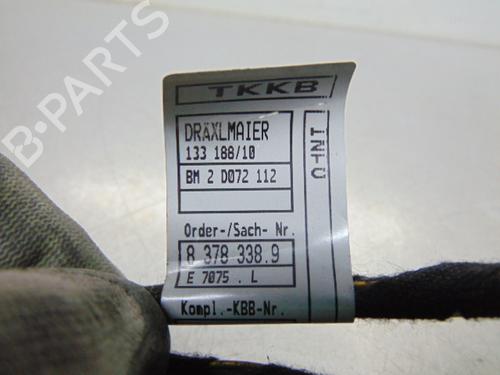 TKKB
DRÄXLMAIER
133 188/10
BM 2 D072 112
Order-/Sach- Nr.
8 378 338.9
E 7075 . L
Kompl.-KBB-Nr.
B-PARTS